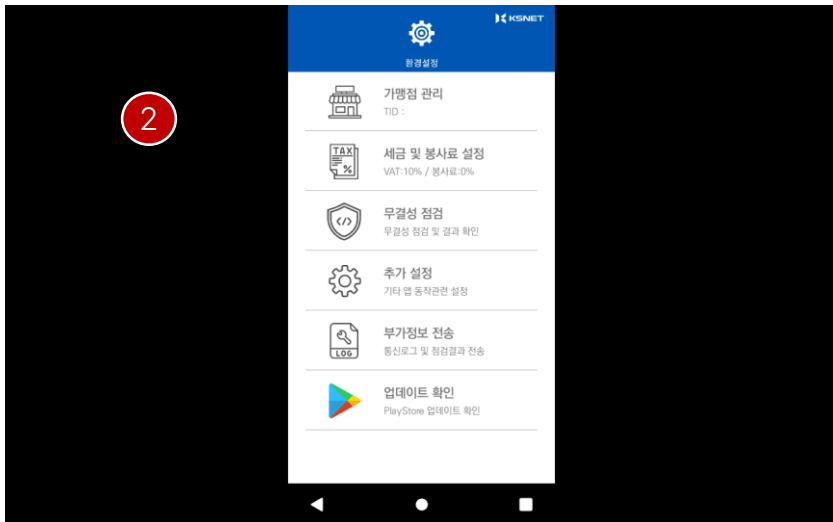 KSNET
환경설정
2
가맹점 관리
TID :
TAX
%
세금 및 봉사료 설정
VAT:10% / 봉사료:0%
</>
무결성 점검
무결성 점검 및 결과 확인
추가 설정
기타 앱 동작관련 설정
LOG
부가정보 전송
통신로그 및 점검결과 전송
업데이트 확인
PlayStore 업데이트 확인